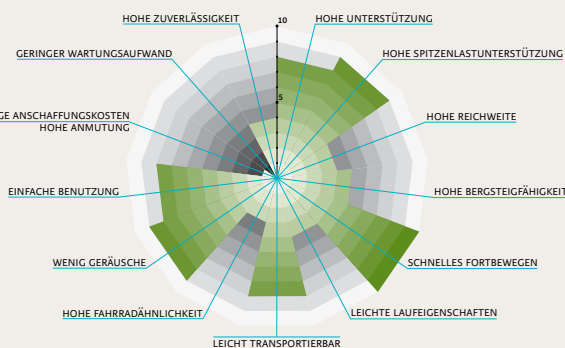 10
HOHE ZUVERLÄSSIGKEIT
HOHE UNTERSTÜTZUNG
GERINGER WARTUNGSAUFWAND
HOHE SPITZENLASTUNTERSTÜTZUNG
5
ANSCHAFFUNGSKOSTEN
HOHE ANMUTUNG
HOHE REICHWEITE
EINFACHE BENUTZUNG
HOHE BERGSTEIGFÄHIGKEIT
WENIG GERÄUSCHE
SCHNELLES FORTBEWEGEN
HOHE FAHRRADÄHNLICHKEIT
LEICHTE LAUFEIGENSCHAFTEN
LEICHT TRANSPORTIERBAR